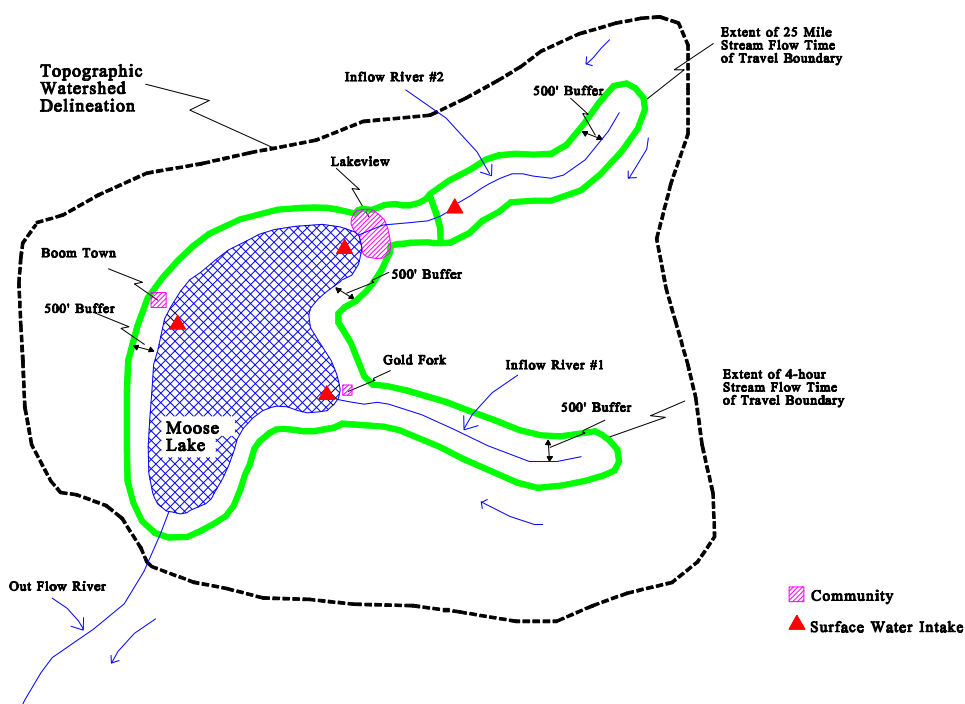 Extent of 25 Mile
Stream Flow Time
of Travel Boundary
Topographic
Watershed
Delineation
Inflow River #2
500' Buffer
Lakeview
Boom Town
500' Buffer
500' Buffer
Gold Fork
Inflow River #1
Extent of 4-hour
Stream Flow Time
of Travel Boundary
500' Buffer
Moose
Lake
Out Flow River
Community
Surface Water Intake